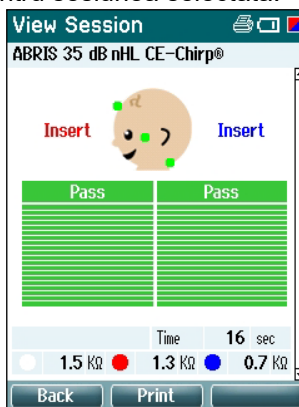 View Session
ABRIS 35 dB nHL CE-Chirp®
Insert Insert
Pass Pass
Time 16 sec
1.5 KΩ 1.3 KΩ 0.7 KΩ
Back Print